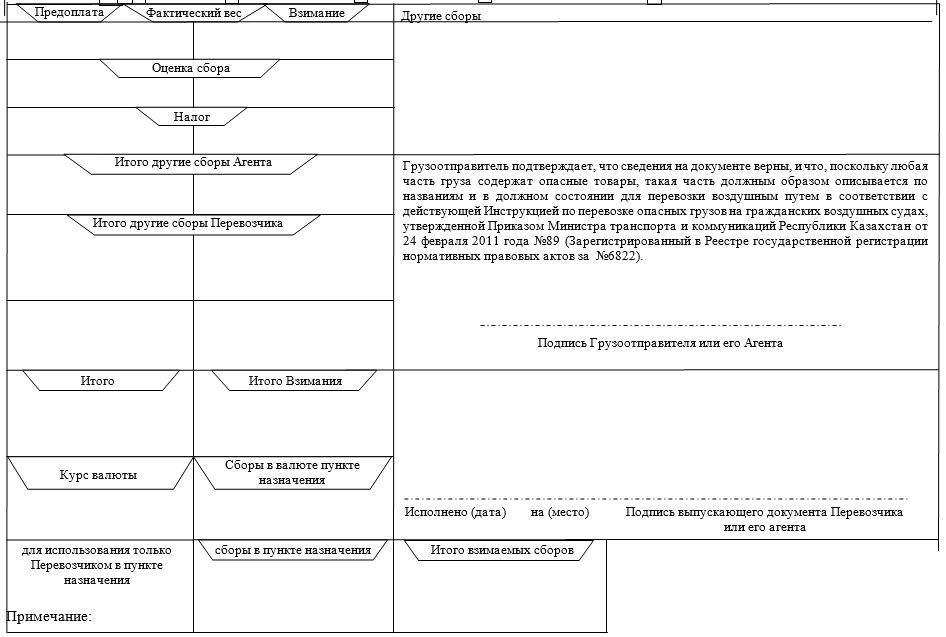 Предоплата Фактический вес Взимание
Другие сборы
Оценка сбора
Налог
Итого другие сборы Агента
Итого другие сборы Перевозчика
Грузоотправитель подтверждает, что сведения на документе верны, и что, поскольку любая
часть груза содержат опасные товары, такая часть должным образом описывается по
названиям и в должном состоянии для перевозки воздушным путем в соответствии с
действующей Инструкцией по перевозке опасных грузов на гражданских воздушных судах,
утвержденной Приказом Министра транспорта и коммуникаций Республики Казахстан от
24 февраля 2011 года №89 (Зарегистрированный в Реестре государственной регистрации
нормативных правовых актов за №6822).
Подпись Грузоотправителя или его Агента
Итого
Итого Взимания
Курс валюты
Сборы в валюте пункте
назначения
Исполнено (дата) на (место) Подпись выпускающего документа Перевозчика
или его агента
для использования только
Перевозчиком в пункте
назначения
сборы в пункте назначения
Итого взимаемых сборов
Примечание: